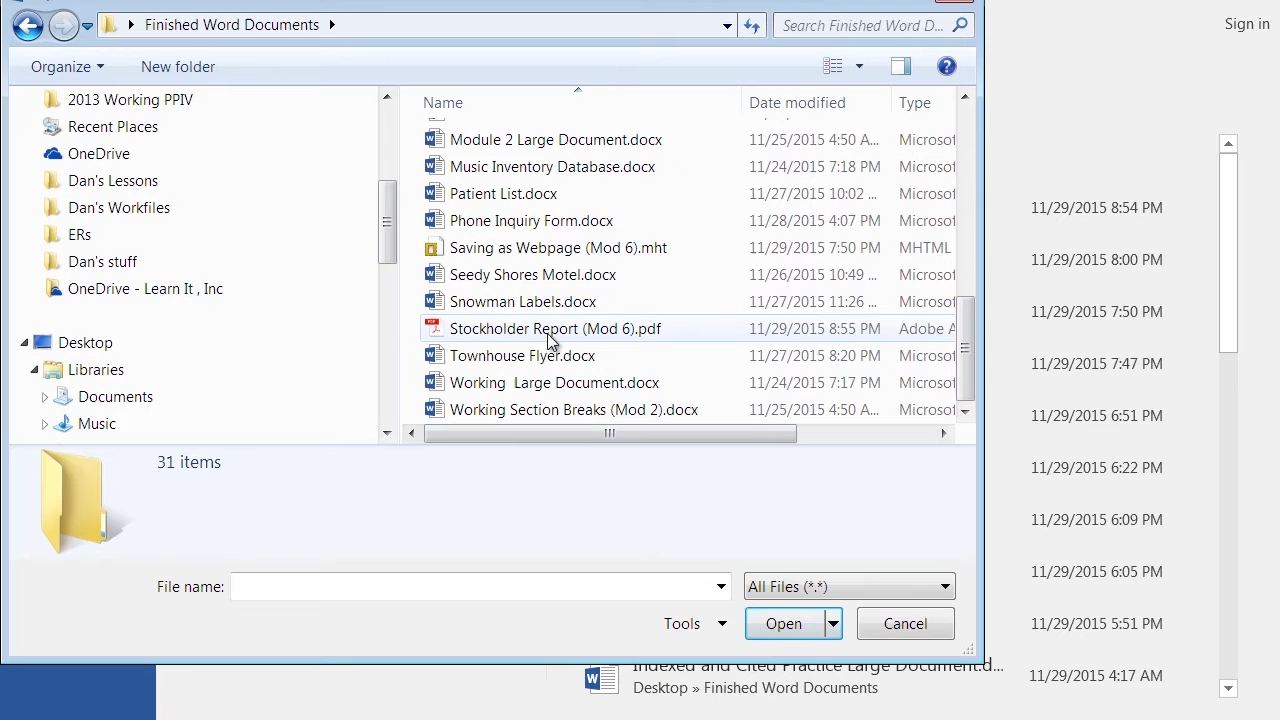 Finished Word Documents
Search Finished Word D...
Sign in
Organize
New folder
2013 Working PPIV
Recent Places
OneDrive
Dan's Lessons
Dan's Workfiles
ERs
Dan's stuff
OneDrive - Learn It , Inc
Desktop
Libraries
Documents
Music
Name Date modified Type
Module 2 Large Document.docx 11/25/2015 4:50 A... Microsof
Music Inventory Database.docx 11/24/2015 7:18 PM Microsof
Patient List.docx 11/27/2015 10:02 ... Microsof
Phone Inquiry Form.docx 11/28/2015 4:07 PM Microsof
Saving as Webpage (Mod 6).mht 11/29/2015 7:50 PM MHTML
Seedy Shores Motel.docx 11/26/2015 10:49 ... Microsof
Snowman Labels.docx 11/27/2015 11:26 ... Microsof
Stockholder Report (Mod 6).pdf 11/29/2015 8:55 PM Adobe A
Townhouse Flyer.docx 11/27/2015 8:20 PM Microsof
Working  Large Document.docx 11/24/2015 7:17 PM Microsof
Working Section Breaks (Mod 2).docx 11/25/2015 4:50 A... Microsof
31 items
File name:
All Files (*.*)
Tools
Open
Cancel
11/29/2015 8:54 PM
11/29/2015 8:00 PM
11/29/2015 7:50 PM
11/29/2015 7:47 PM
11/29/2015 6:51 PM
11/29/2015 6:22 PM
11/29/2015 6:09 PM
11/29/2015 6:05 PM
11/29/2015 5:51 PM
Indexed and Cited Practice Large Document.d...
11/29/2015 4:17 AM
Desktop » Finished Word Documents